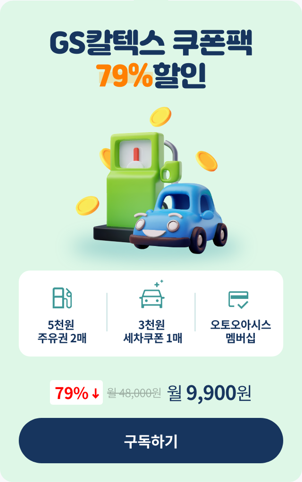 GS칼텍스 쿠폰팩
79%할인
5천원
주유권 2매
3천원
세차쿠폰 1매
오토오아시스
멤버십
79%↓ 월 48,000원 월 9,900원
구독하기